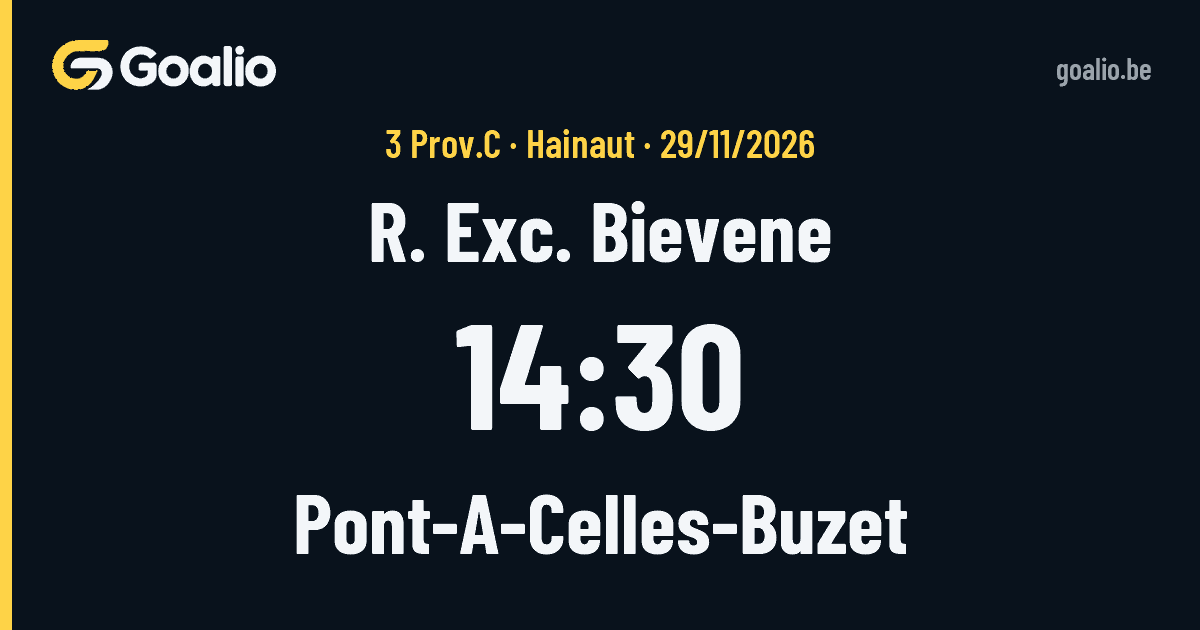 Goalio
goalio.be
3 Prov.C · Hainaut · 29/11/2026
R. Exc. Bievene
14:30
Pont-A-Celles-Buzet